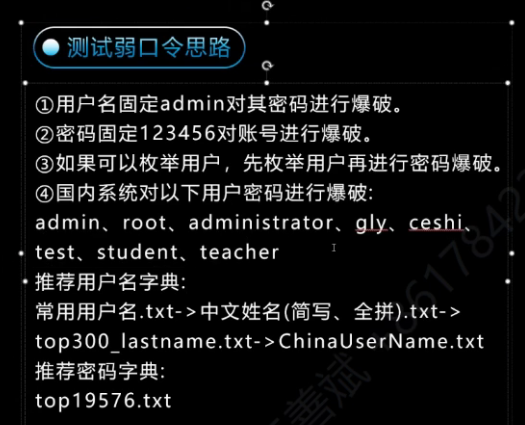 测试弱口令思路
①用户名固定admin对其密码进行爆破。
②密码固定123456对账号进行爆破。
③如果可以枚举用户，先枚举用户再进行密码爆破。
④国内系统对以下用户密码进行爆破:
admin、root、administrator、gly、ceshi、
test、student、teacher
推荐用户名字典:
常用用户名.txt->中文姓名(简写、全拼).txt->
top300_lastname.txt->ChinaUserName.txt
推荐密码字典:
top19576.txt